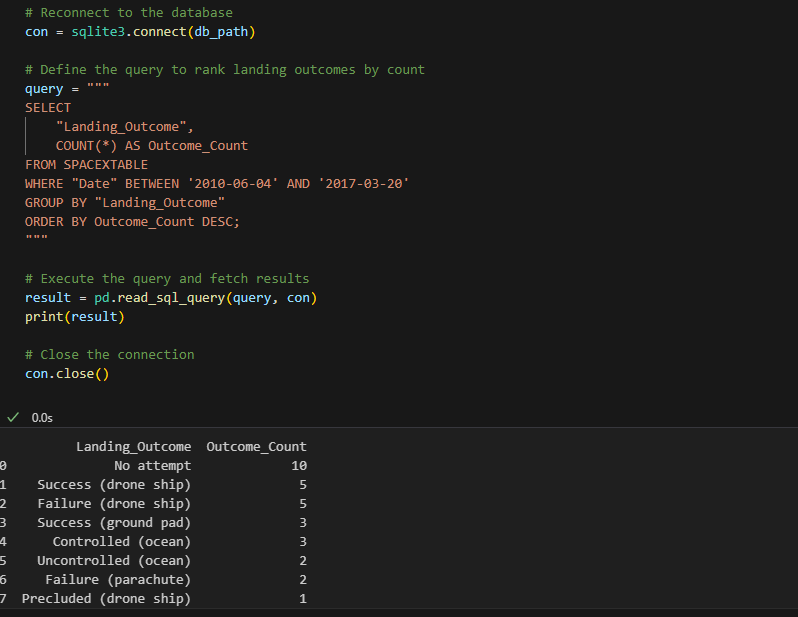 # Reconnect to the database
con = sqlite3.connect(db_path)
# Define the query to rank landing outcomes by count
query = """
SELECT
"Landing_Outcome",
COUNT(*) AS Outcome_Count
FROM SPACEXTABLE
WHERE "Date" BETWEEN '2010-06-04' AND '2017-03-20'
GROUP BY "Landing_Outcome"
ORDER BY Outcome_Count DESC;
"""
# Execute the query and fetch results
result = pd.read_sql_query(query, con)
print(result)
# Close the connection
con.close()
0.0s
Landing_Outcome Outcome_Count
0 No attempt 10
1 Success (drone ship) 5
2 Failure (drone ship) 5
3 Success (ground pad) 3
4 Controlled (ocean) 3
5 Uncontrolled (ocean) 2
6 Failure (parachute) 2
7 Precluded (drone ship) 1